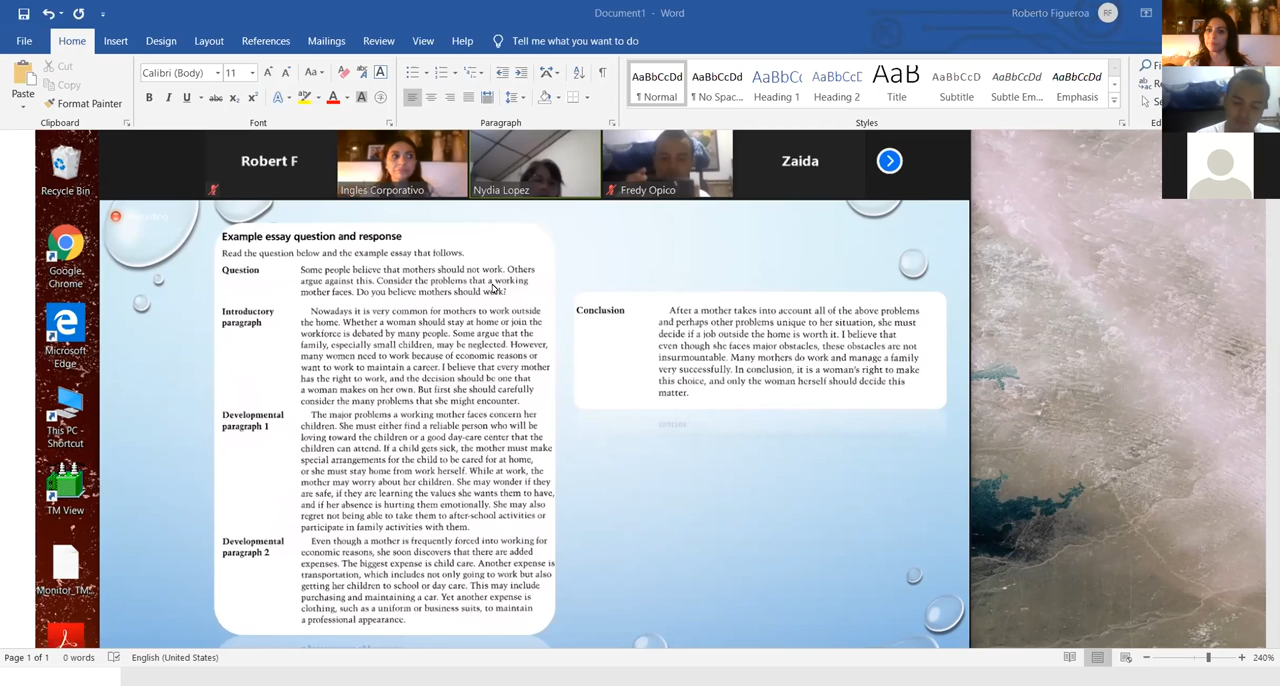 Document1 - Word
Roberto Figueroa
RF
File
Home
Insert
Design
Layout
References
Mailings
Review
View
Help
Tell me what you want to do
Paste
Cut
Copy
Format Painter
Clipboard
Calibri (Body)
11
Font
Paragraph
AaBbCcDd
¶ Normal
AaBbCcDd
¶ No Spac...
AaBbCc
Heading 1
AaBbCcD
Heading 2
AaB
Title
AaBbCcD
Subtitle
AaBbCcDd
Subtle Em...
AaBbCcDd
Emphasis
Styles
Recycle Bin
Google
Chrome
Microsoft
Edge
This PC -
Shortcut
TM View
Monitor_TM...
Robert F
Ingles Corporativo
Nydia Lopez
Fredy Opico
Zaida
Example essay question and response
Read the question below and the example essay that follows.
Question
Some people believe that mothers should not work. Others
argue against this. Consider the problems that a working
mother faces. Do you believe mothers should work?
Introductory
paragraph
Nowadays it is very common for mothers to work outside
the home. Whether a woman should stay at home or join the
workforce is debated by many people. Some argue that the
family, especially small children, may be neglected. However,
many women need to work because of economic reasons or
want to work to maintain a career. I believe that every mother
has the right to work, and the decision should be one that
a woman makes on her own. But first she should carefully
consider the many problems that she might encounter.
Developmental
paragraph 1
The major problems a working mother faces concern her
children. She must either find a reliable person who will be
loving toward the children or a good day-care center that the
children can attend. If a child gets sick, the mother must make
special arrangements for the child to be cared for at home,
or she must stay home from work herself. While at work, the
mother may worry about her children. She may wonder if they
are safe, if they are learning the values she wants them to have,
and if her absence is hurting them emotionally. She may also
regret not being able to take them to after-school activities or
participate in family activities with them.
Developmental
paragraph 2
Even though a mother is frequently forced into working for
economic reasons, she soon discovers that there are added
expenses. The biggest expense is child care. Another expense is
transportation, which includes not only going to work but also
getting her children to school or day care. This may include
purchasing and maintaining a car. Yet another expense is
clothing, such as a uniform or business suits, to maintain
a professional appearance.
Conclusion
After a mother takes into account all of the above problems
and perhaps other problems unique to her situation, she must
decide if a job outside the home is worth it. I believe that
even though she faces major obstacles, these obstacles are not
insurmountable. Many mothers do work and manage a family
very successfully. In conclusion, it is a woman's right to make
this choice, and only the woman herself should decide this
matter.
Page 1 of 1
0 words
English (United States)
240%